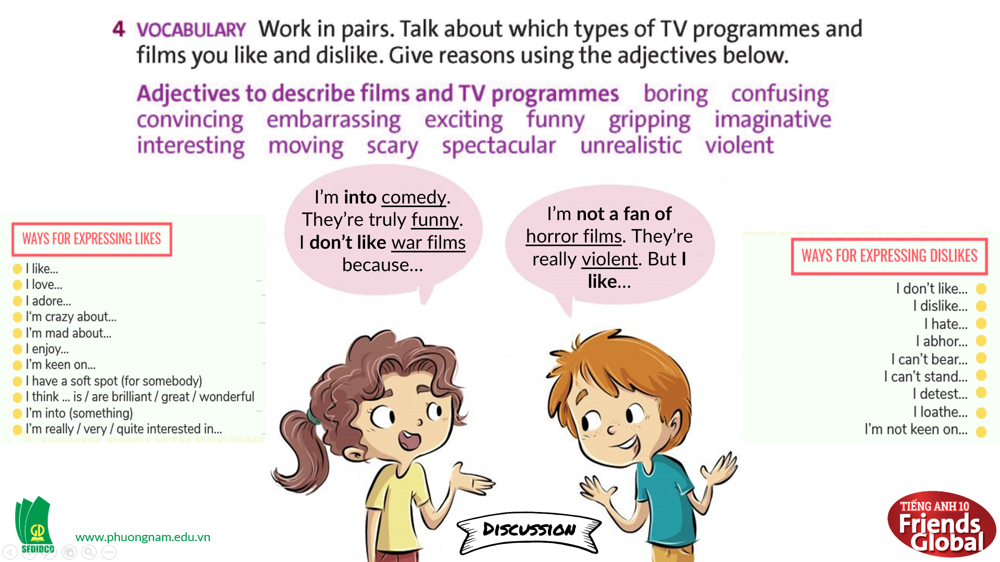 4 VOCABULARY Work in pairs. Talk about which types of TV programmes and
films you like and dislike. Give reasons using the adjectives below.
Adjectives to describe films and TV programmes boring confusing
convincing embarrassing exciting funny gripping imaginative
interesting moving scary spectacular unrealistic violent
I'm into comedy.
They're truly funny.
I don't like war films
because...
I'm not a fan of
horror films. They're
really violent. But I
like...
WAYS FOR EXPRESSING LIKES
I like...
I love...
I adore...
I'm crazy about...
I'm mad about...
I enjoy...
I'm keen on...
I have a soft spot (for somebody)
I think ... is / are brilliant / great / wonderful
I'm into (something)
I'm really / very / quite interested in...
WAYS FOR EXPRESSING DISLIKES
I don't like...
I dislike...
I hate...
I abhor...
I can't bear...
I can't stand...
I detest...
I loathe...
I'm not keen on...
DISCUSSION
GD
SEDIDCO
www.phuongnam.edu.vn
TIẾNG ANH 10
Friends
Global